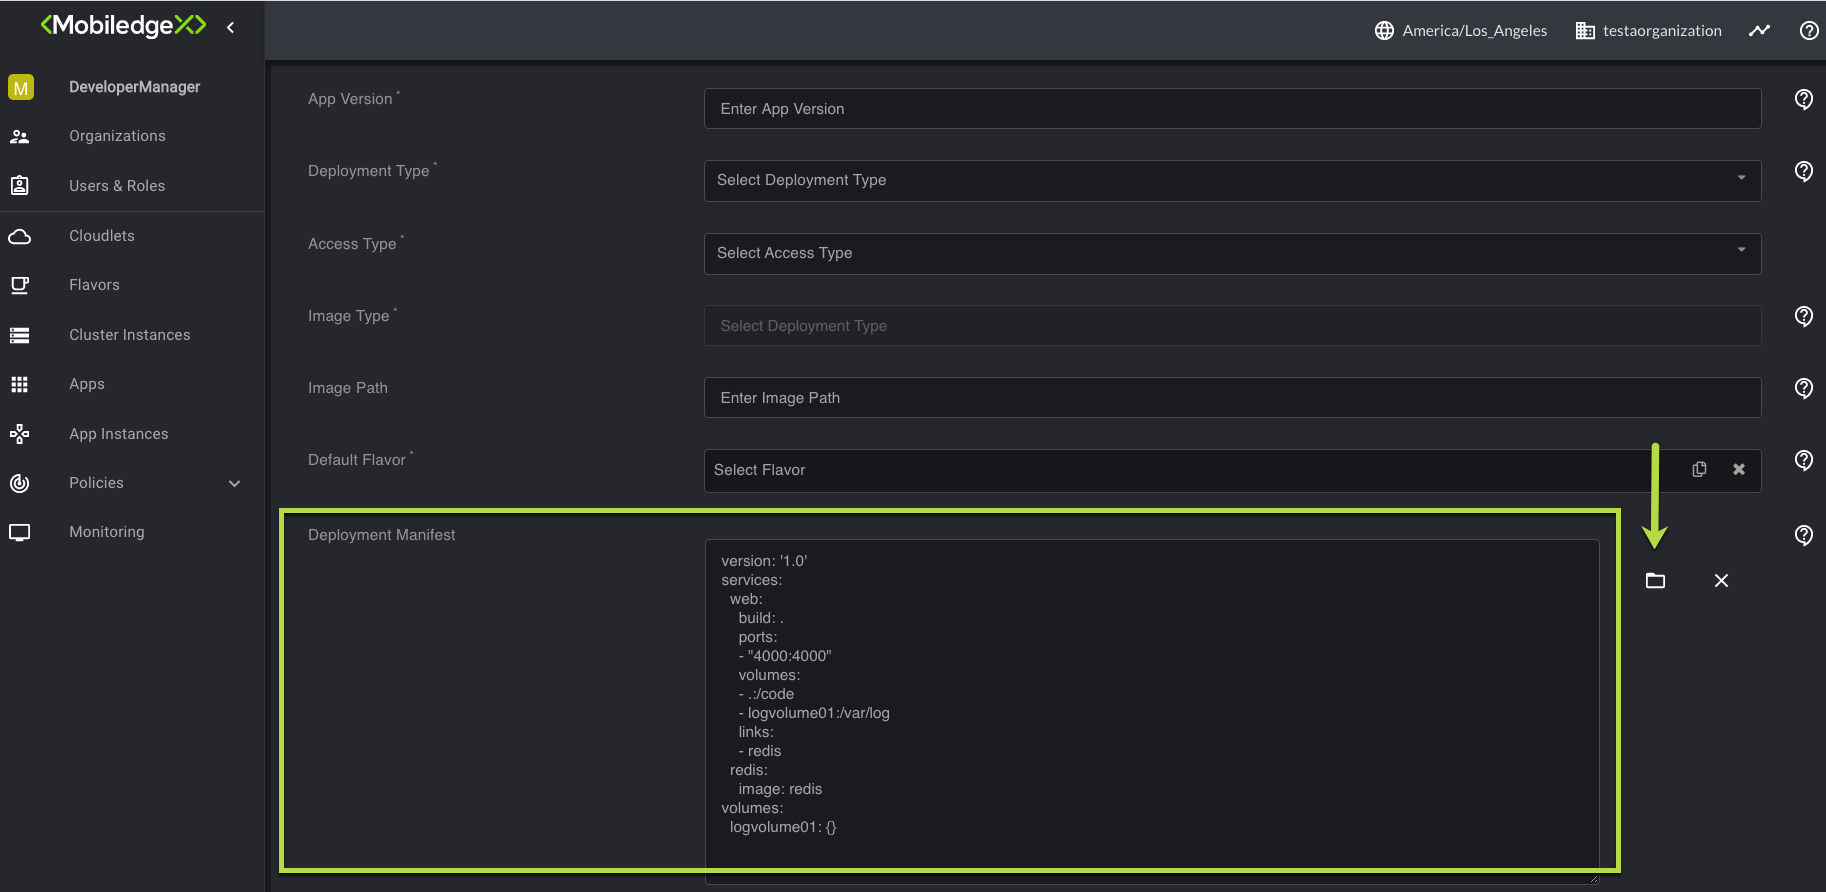 <MobiledgeX>
America/Los_Angeles
testaorganization
M
DeveloperManager
Organizations
Users & Roles
Cloudlets
Flavors
Cluster Instances
Apps
App Instances
Policies
Monitoring
App Version *
Enter App Version
Deployment Type *
Select Deployment Type
Access Type *
Select Access Type
Image Type *
Select Deployment Type
Image Path
Enter Image Path
Default Flavor *
Select Flavor
Deployment Manifest
version: '1.0'
services:
  web:
    build: .
    ports:
    - "4000:4000"
    volumes:
    - .:/code
    - logvolume01:/var/log
    links:
    - redis
  redis:
    image: redis
volumes:
  logvolume01: {}